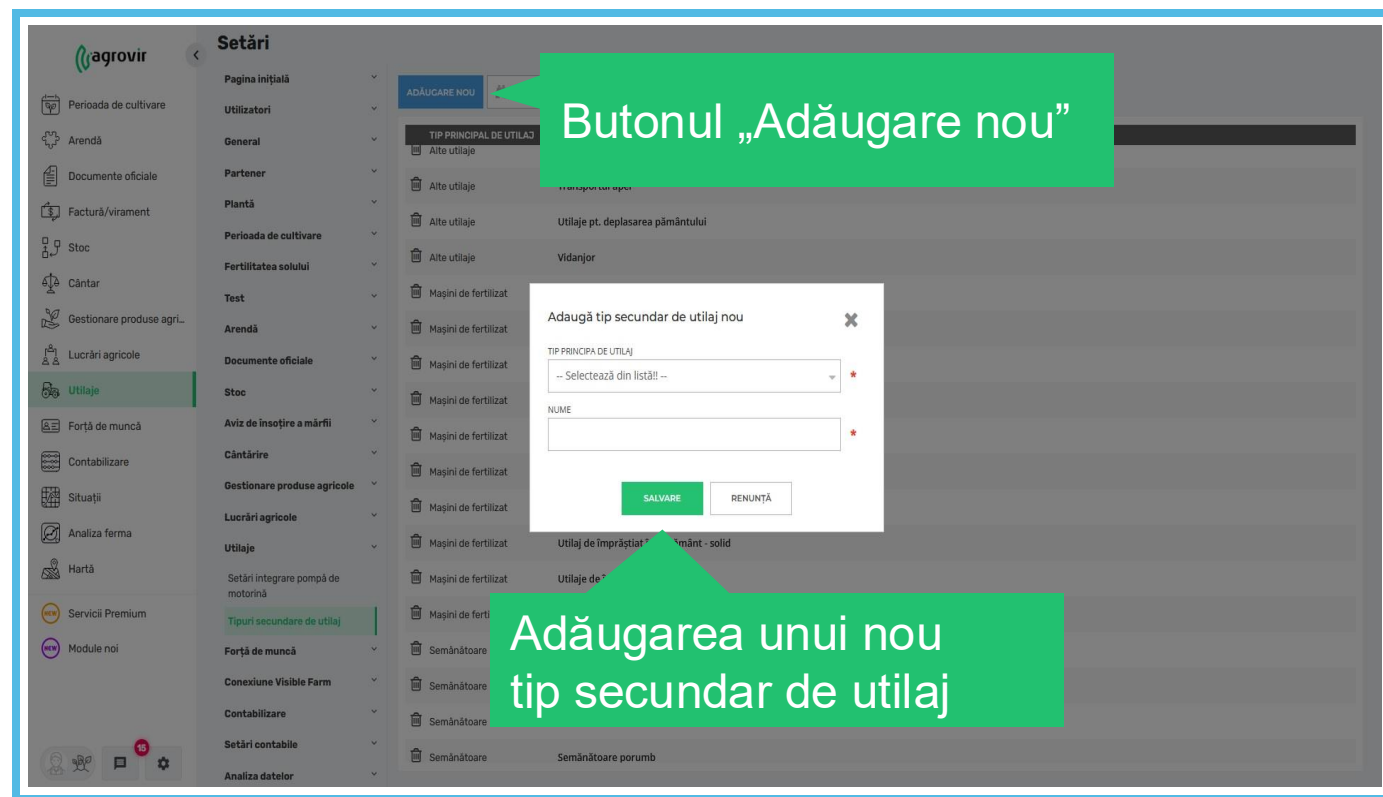 agrovir
Perioada de cultivare
Arendă
Documente oficiale
Factură/virament
Stoc
Cântar
Gestionare produse agri...
Lucrări agricole
Utilaje
Forță de muncă
Contabilizare
Situații
Analiza ferma
Hartă
NEW Servicii Premium
NEW Module noi
15
Setări
Pagina inițială
Utilizatori
General
Partener
Plantă
Perioada de cultivare
Fertilitatea solului
Test
Arendă
Documente oficiale
Stoc
Aviz de însoțire a mărfii
Cântărire
Gestionare produse agricole
Lucrări agricole
Utilaje
Setări integrare pompă de
motorină
Tipuri secundare de utilaj
Forță de muncă
Conexiune Visible Farm
Contabilizare
Setări contabile
Analiza datelor
ADĂUGARE NOU
Butonul „Adăugare nou”
TIP PRINCIPAL DE UTILAJ
Alte utilaje
Alte utilaje
Alte utilaje Utilaje pt. deplasarea pământului
Alte utilaje Vidanjor
Mașini de fertilizat
Mașini de fertilizat
Mașini de fertilizat
Mașini de fertilizat
Mașini de fertilizat
Mașini de fertilizat
Mașini de fertilizat
Mașini de fertilizat Utilaj de împrăștiat
- solid
Mașini de fertilizat Utilaje de
Semănătoare
Semănătoare
Semănătoare
Semănătoare Semănătoare porumb
Adaugă tip secundar de utilaj nou
TIP PRINCIPA DE UTILAJ
-- Selectează din listă!! -- *
NUME
*
SALVARE RENUNȚĂ
Adăugarea unui nou
tip secundar de utilaj